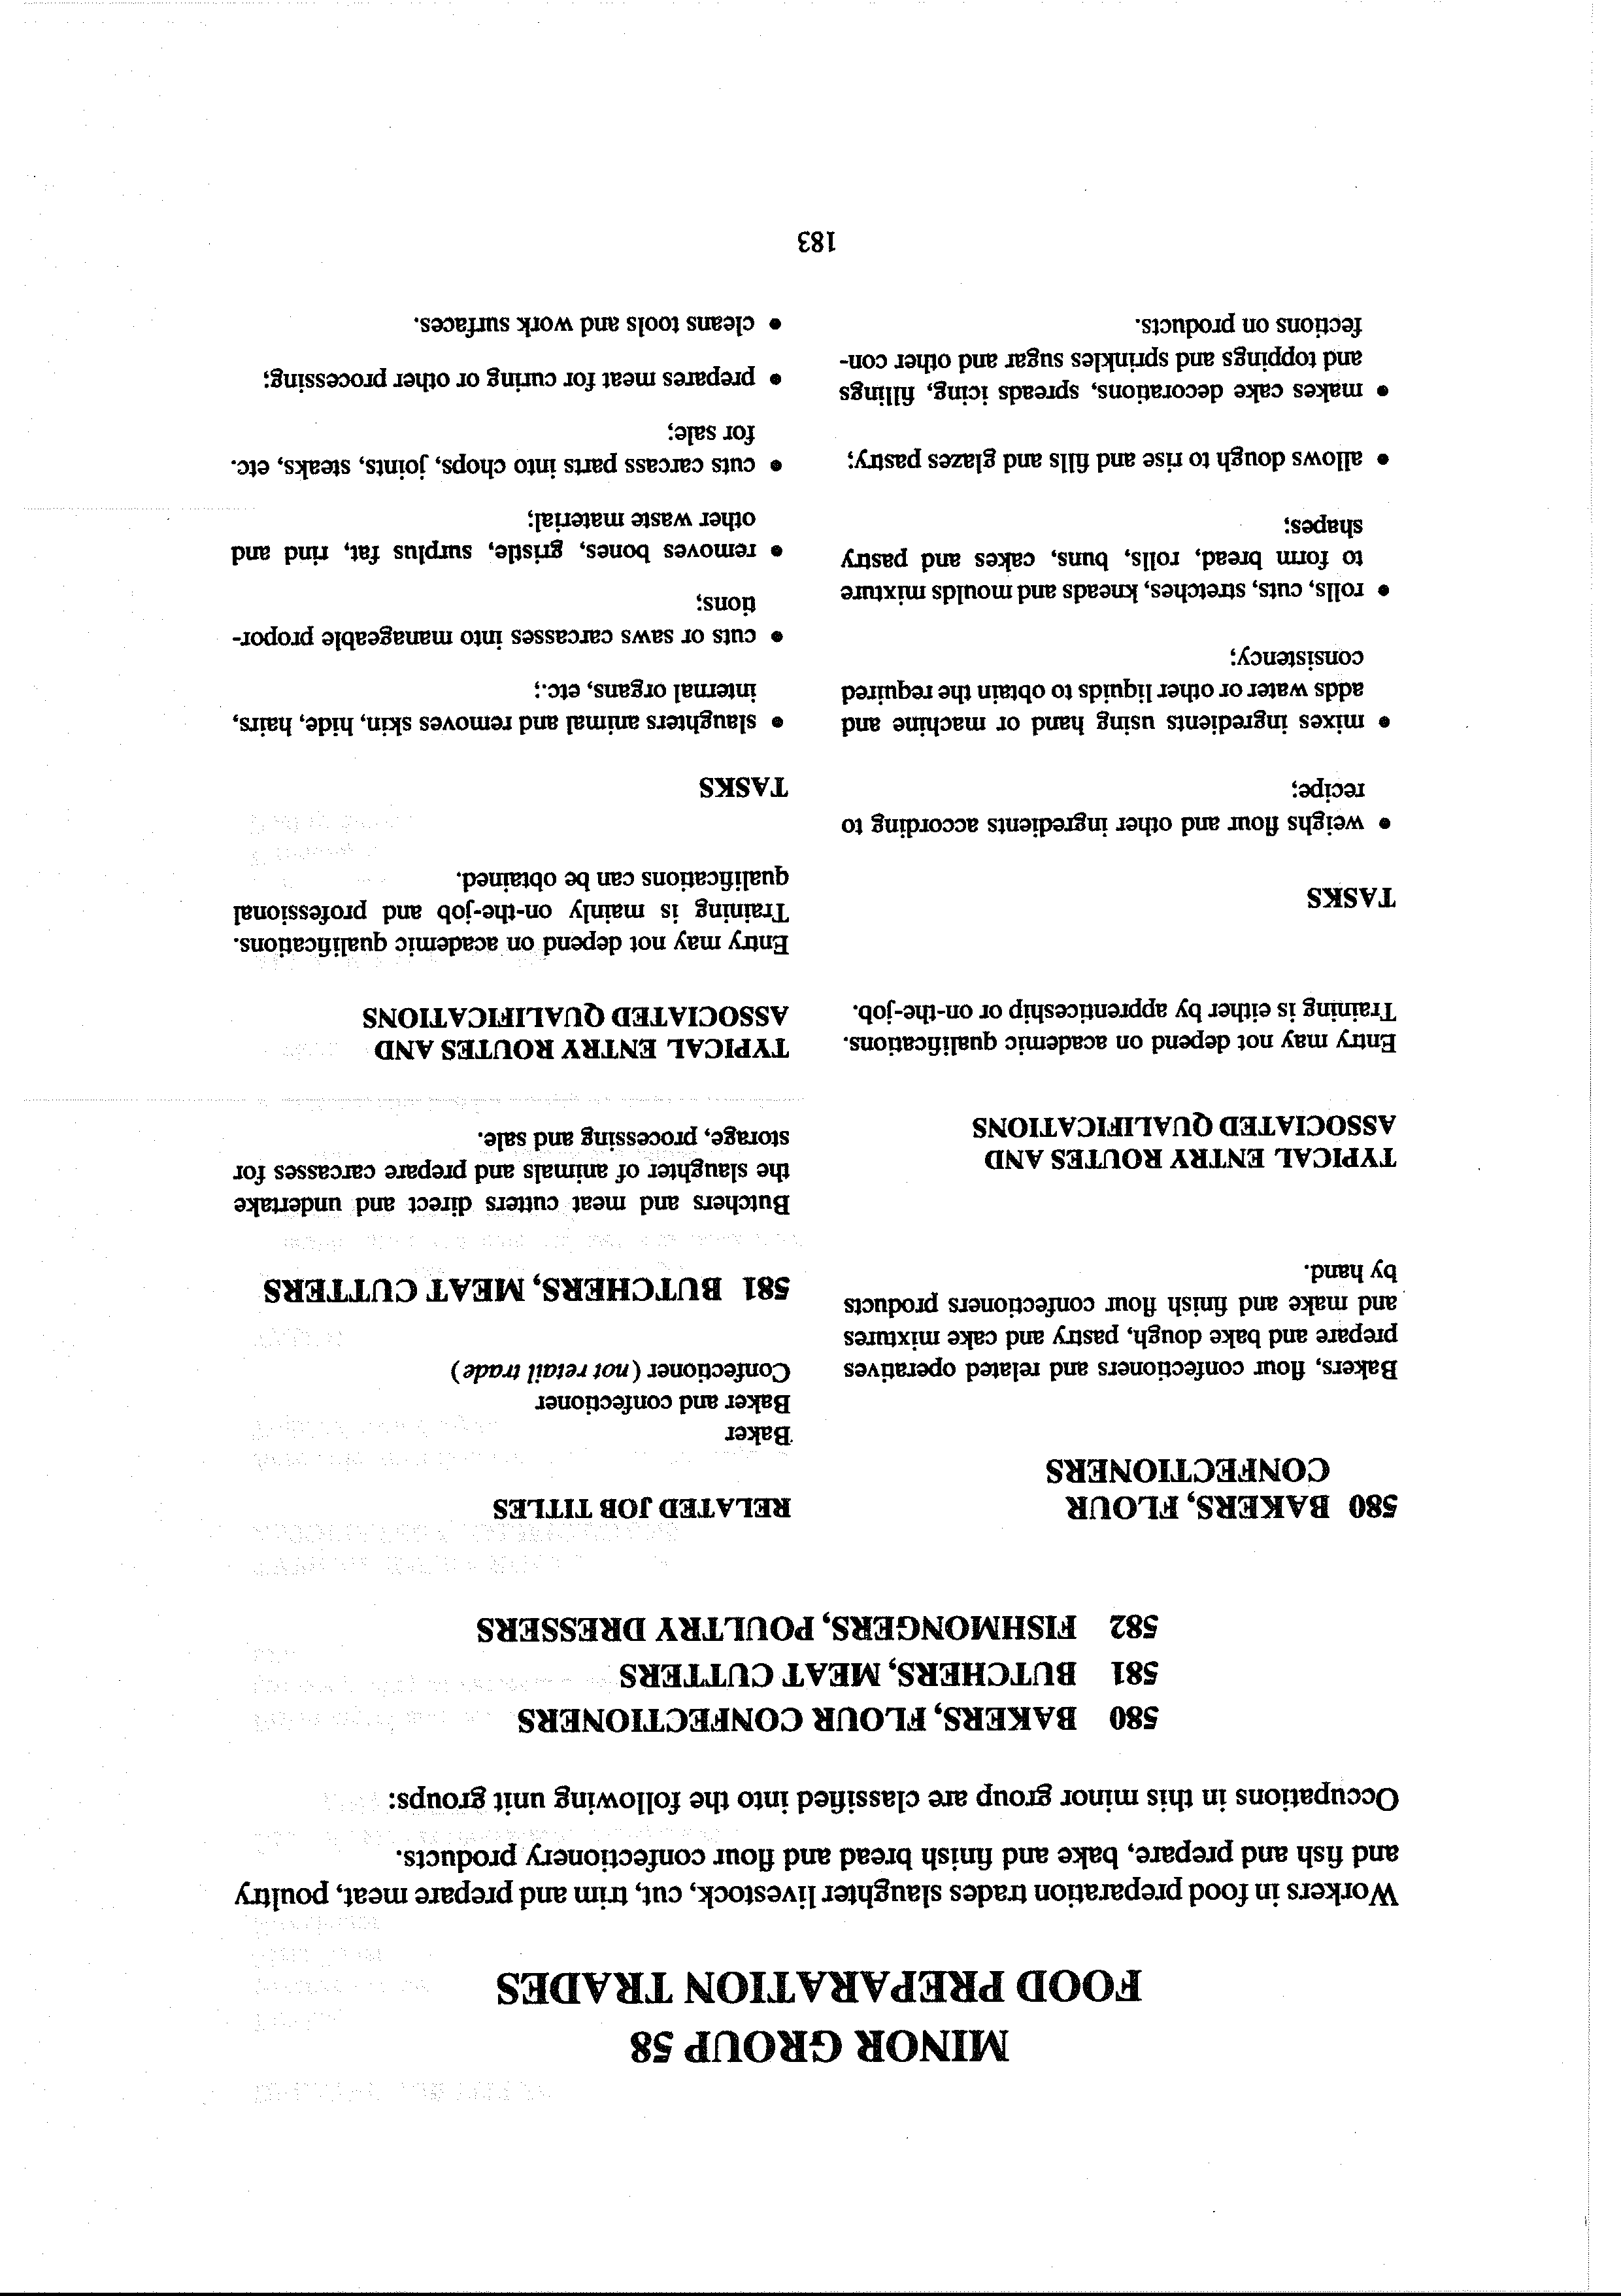 MINOR GROUP 58
FOOD PREPARATION TRADES
Workers in food preparation trades slaughter livestock, cut, trim and prepare meat, poultry
and fish and prepare, bake and finish bread and flour confectionery products.
Occupations in this minor group are classified into the following unit groups:
580 BAKERS, FLOUR CONFECTIONERS
581 BUTCHERS, MEAT CUTTERS
582 FISHMONGERS, POULTRY DRESSERS
580 BAKERS, FLOUR
CONFECTIONERS
Bakers, flour confectioners and related operatives
prepare and bake dough, pastry and cake mixtures
and make and finish flour confectioners products
by hand.
TYPICAL ENTRY ROUTES AND
ASSOCIATED QUALIFICATIONS
Entry may not depend on academic qualifications.
Training is either by apprenticeship or on-the-job.
TASKS
• weighs flour and other ingredients according to
recipe;
• mixes ingredients using hand or machine and
adds water or other liquids to obtain the required
consistency;
• rolls, cuts, stretches, kneads and moulds mixture
to form bread, rolls, buns, cakes and pastry
shapes;
• allows dough to rise and fills and glazes pastry;
• makes cake decorations, spreads icing, fillings
and toppings and sprinkles sugar and other con-
fections on products.
RELATED JOB TITLES
Baker
Baker and confectioner
Confectioner (not retail trade)
581 BUTCHERS, MEAT CUTTERS
Butchers and meat cutters direct and undertake
the slaughter of animals and prepare carcasses for
storage, processing and sale.
TYPICAL ENTRY ROUTES AND
ASSOCIATED QUALIFICATIONS
Entry may not depend on academic qualifications.
Training is mainly on-the-job and professional
qualifications can be obtained.
TASKS
• slaughters animal and removes skin, hide, hairs,
internal organs, etc.;
• cuts or saws carcasses into manageable propor-
tions;
• removes bones, gristle, surplus fat, rind and
other waste material;
• cuts carcass parts into chops, joints, steaks, etc.
for sale;
• prepares meat for curing or other processing;
• cleans tools and work surfaces.
183